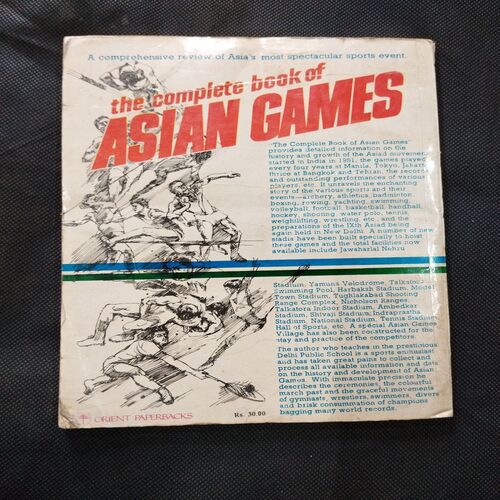 A comprehensive review of Asia's most spectacular sports event.
the complete book of
ASIAN GAMES
"The Complete Book of Asian Games"
provides detailed information on the
history and growth of the Asiad movement
started in India in 1951, the games played
every four years at Manila, Tokyo, Jakarta
thrice at Bangkok and Tehran, the record
and outstanding performances of various
players, etc. It unravels the enchanting
story of the various sports and their
events—archery, athletics, badminton
boxing, rowing, yachting, swimming,
volleyball, football, basketball, handball,
hockey, shooting, water polo, tennis,
weightlifting, wrestling, etc., and the
preparations of the IXth Asiad being
again held in New Delhi. A number of new
stadia have been built specially to hoist
these games and the total facilities now
available include Jawaharlal Nehru
Stadium, Yamuna Velodrome, Talkatora
Swimming Pool, Harbaksh Stadium, Model
Town Stadium, Tughlakabad Shooting
Range Complex, Nicholson Ranges,
Talkatora Indoor Stadium, Ambedkar
Stadium, Shivaji Stadium, Indraprastha
Stadium, National Stadium, Tennis Stadium
Hall of Sports, etc. A special Asian Games
Village has also been constructed for the
stay and practice of the competitors.
The author who teaches in the prestigious
Delhi Public School is a sports enthusiast
and has taken great pains to collect and
process all available information and data
on the history and development of Asian
Games. With immaculate precision he
describes the ceremonies, the colourful
march past and the graceful movements
of gymnasts, wrestlers, swimmers, divers
and brisk consummation of champions
bagging many world records.
ORIENT PAPERBACKS
Rs. 30.00